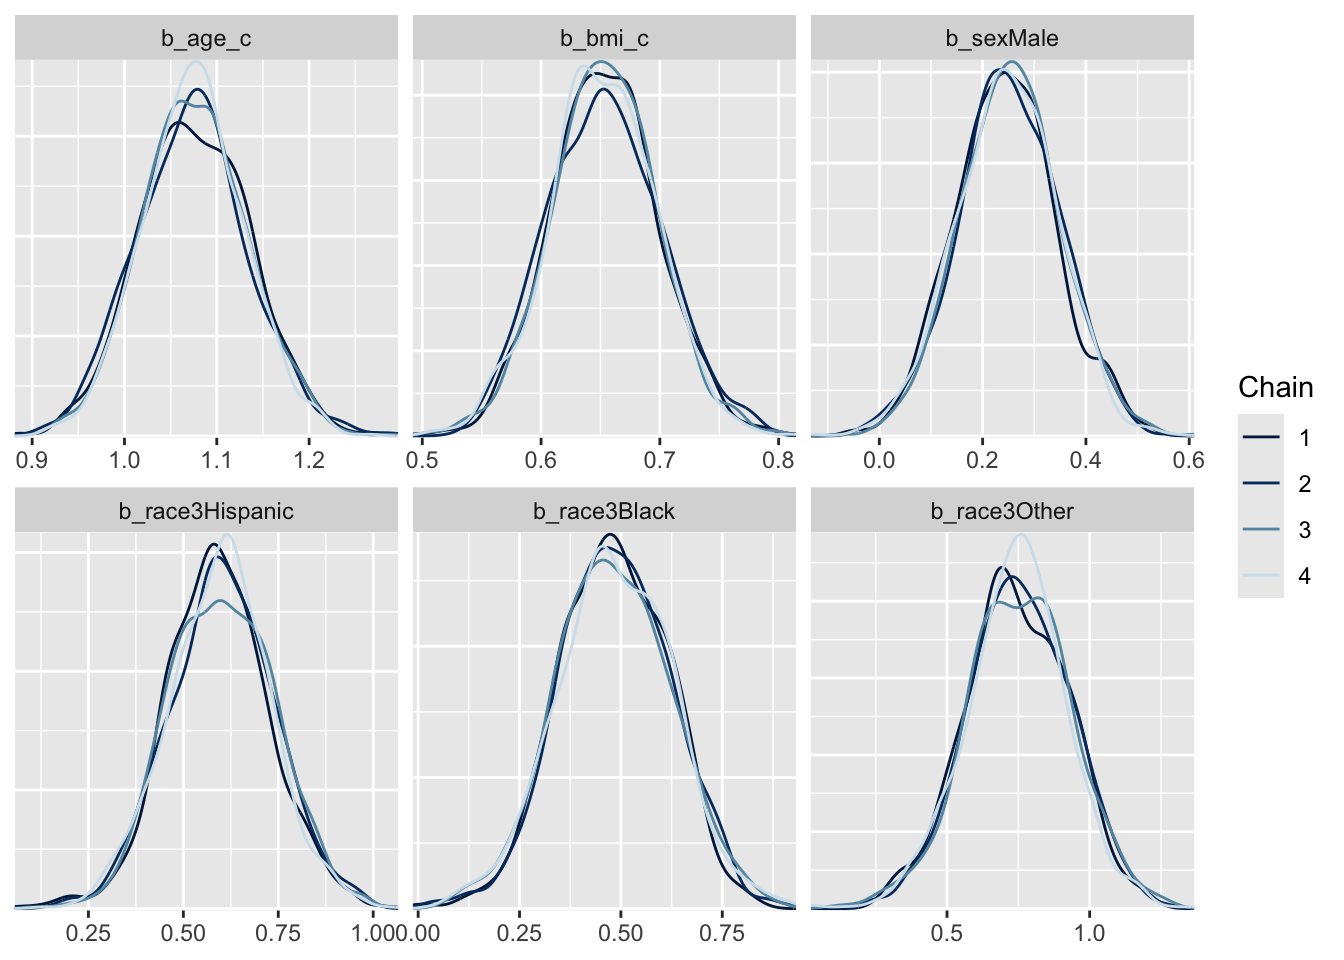 b_age_c b_bmi_c b_sexMale
0.9 1.0 1.1 1.2 0.5 0.6 0.7 0.8 0.0 0.2 0.4 0.6
Chain
1
2
3
4
b_race3Hispanic b_race3Black b_race3Other
0.25 0.50 0.75 1.000.00 0.25 0.50 0.75 0.5 1.0